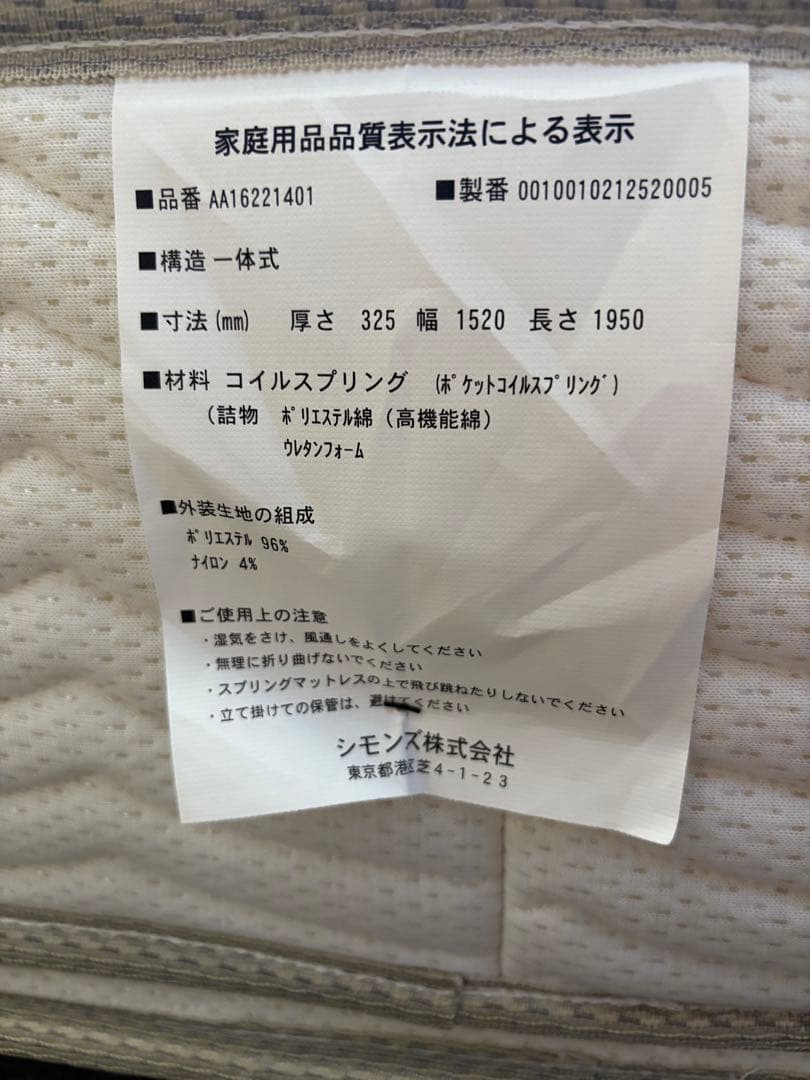 家庭用品品質表示法による表示
■品番 AA16221401 ■製番 0010010212520005
■構造 一体式
■寸法(mm) 厚さ 325 幅 1520 長さ 1950
■材料 コイルスプリング (ﾎﾟｹｯﾄｺｲﾙｽﾌﾟﾘﾝｸﾞ)
(詰物 ﾎﾟﾘｴｽﾃﾙ綿(高機能綿)
ｳﾚﾀﾝﾌｫｰﾑ
■外装生地の組成
ﾎﾟﾘｴｽﾃﾙ 96%
ﾅｲﾛﾝ 4%
■ご使用上の注意
・湿気をさけ、風通しをよくしてください
・無理に折り曲げないでください
・スプリングマットレスの上で飛び跳ねたりしないでください
・立て掛けての保管は、避けてください
シモンズ株式会社
東京都港区芝4-1-23